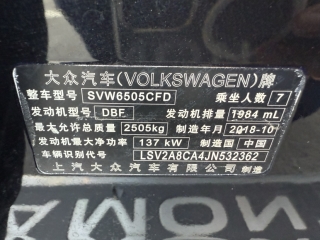 大众汽车(VOLKSWAGEN)牌
整车型号 SVW6505CFD 乘坐人数 7
发动机型号 DBF 发动机排量 1984 mL
最大允许总质量 2505kg 制造年月 2018-10
发动机最大净功率 137 kW 制造国 中国
车辆识别代号 LSV2A8CA4JN532362
上汽大众汽车有限公司 制造